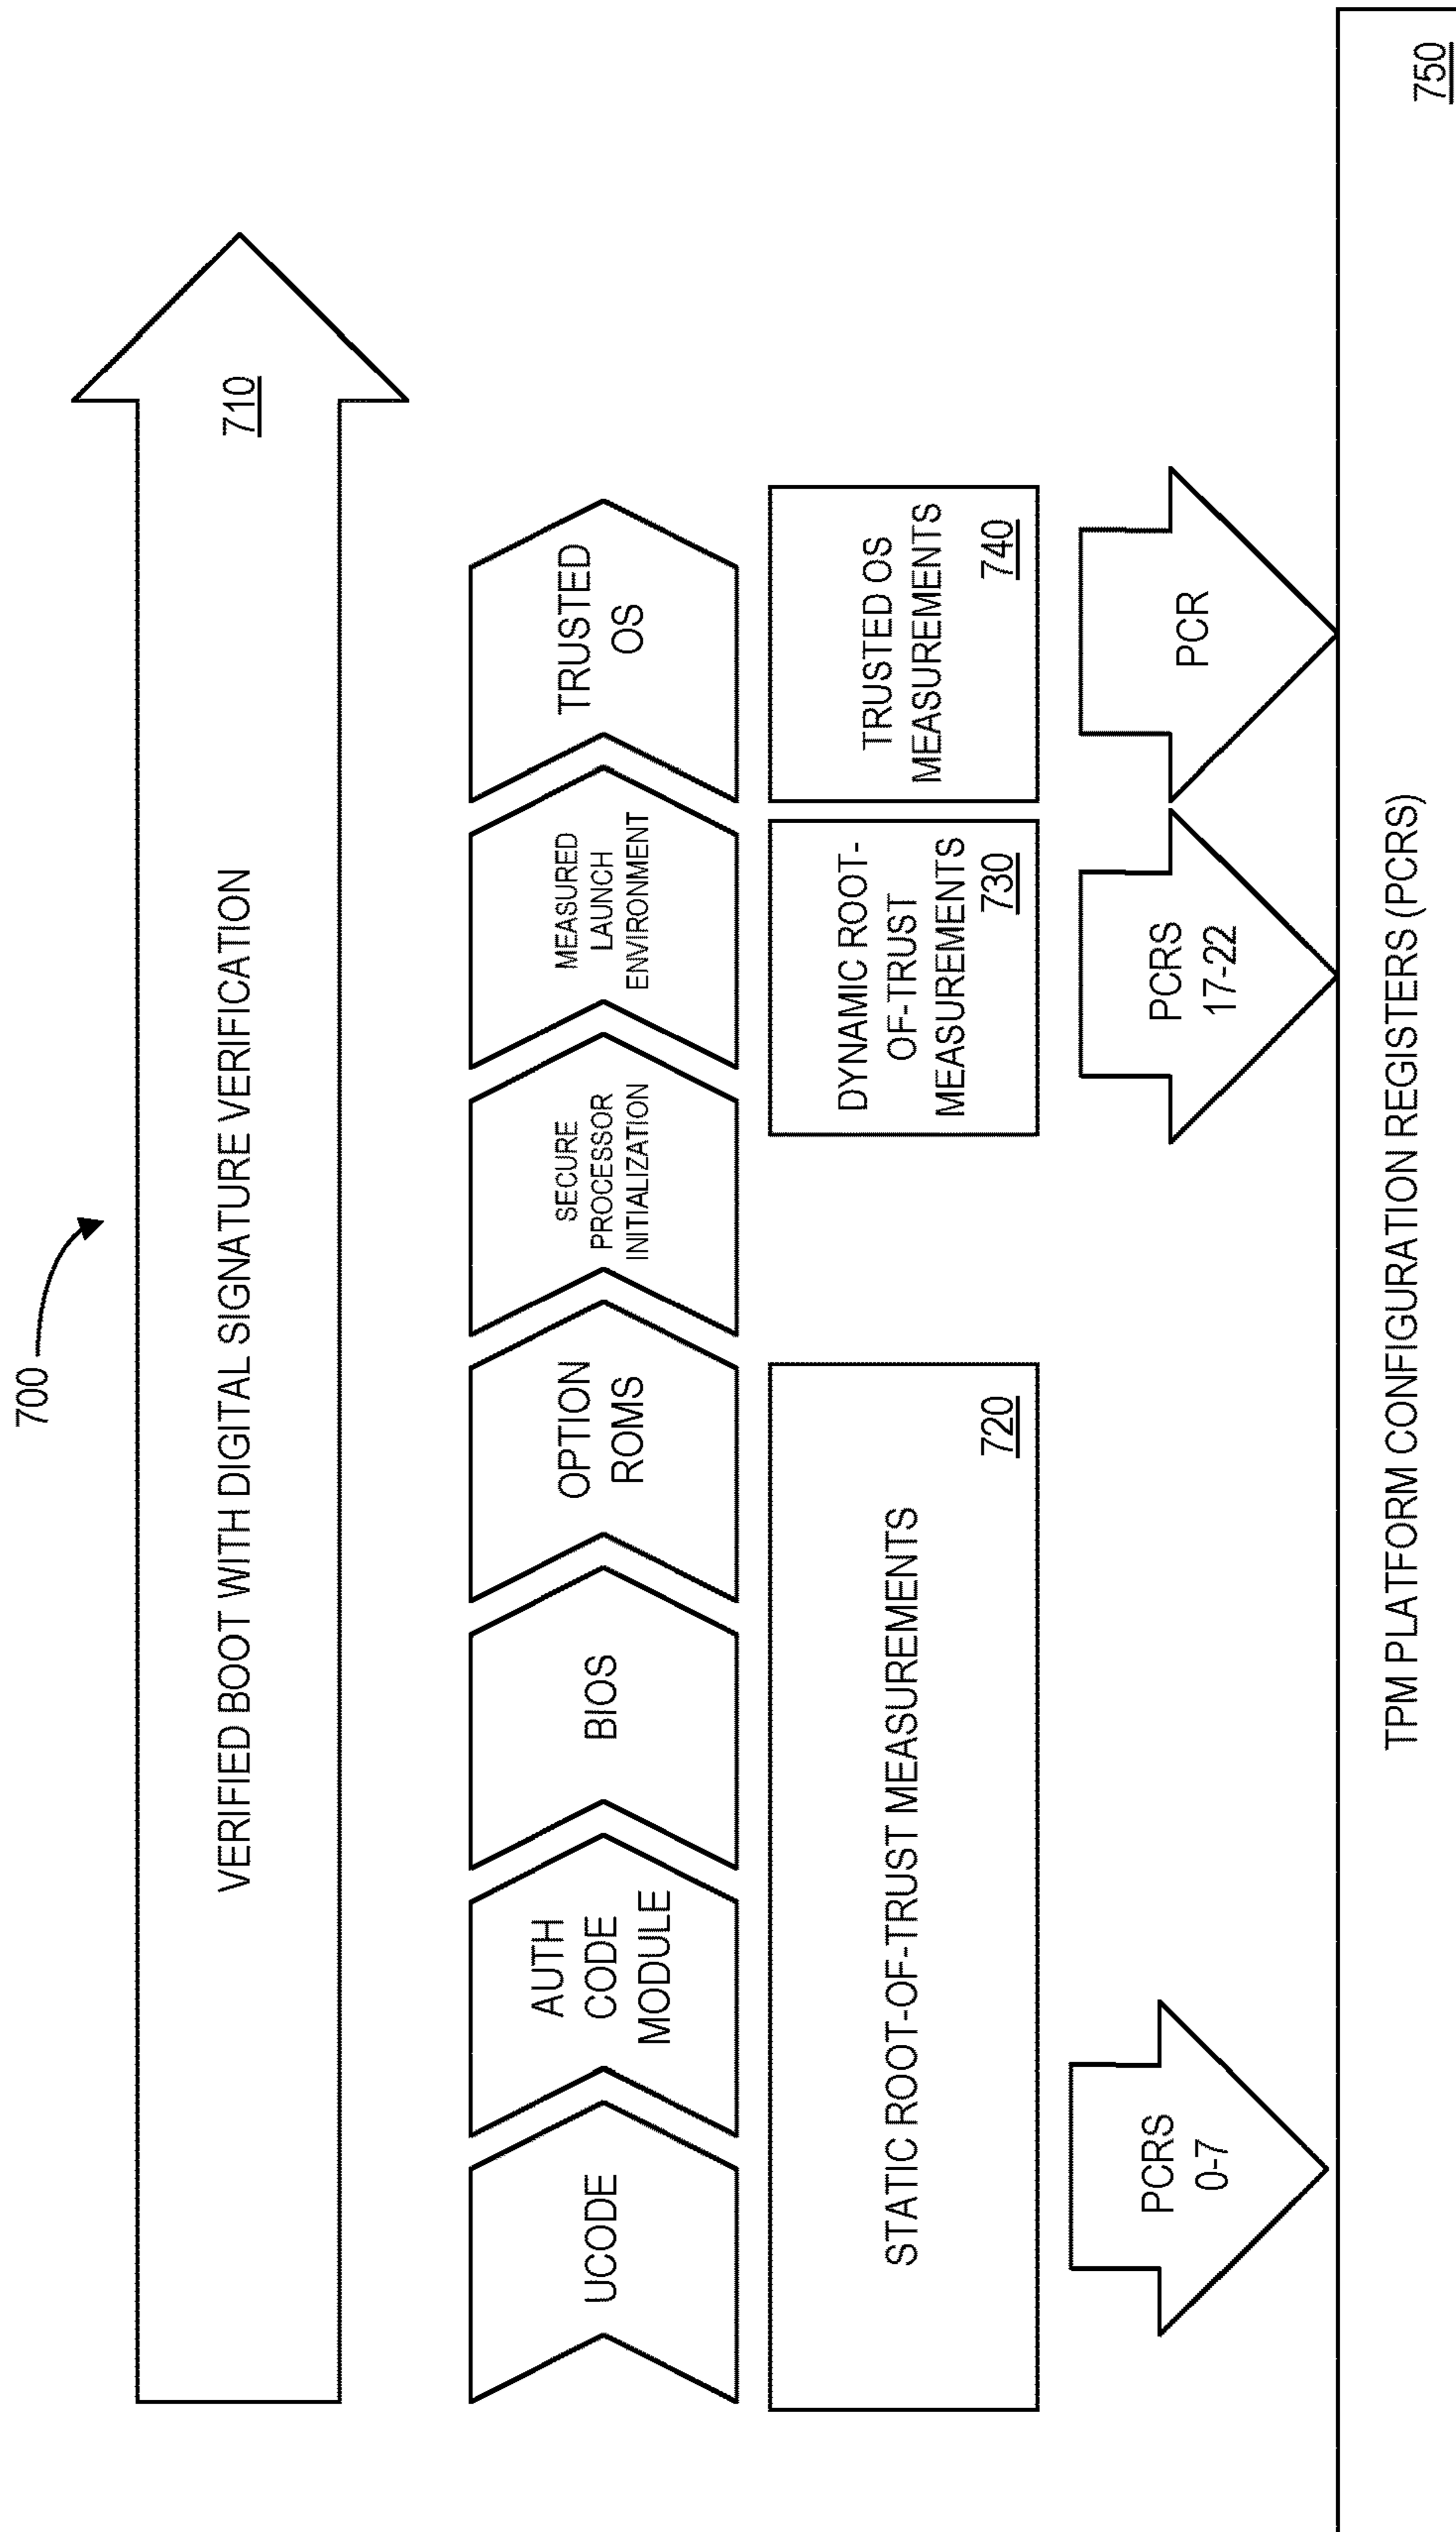 700
VERIFIED BOOT WITH DIGITAL SIGNATURE VERIFICATION
710
UCODE
AUTH
CODE
MODULE
BIOS
OPTION
ROMS
SECURE
PROCESSOR
INITIALIZATION
MEASURED
LAUNCH
ENVIRONMENT
TRUSTED
OS
STATIC ROOT-OF-TRUST MEASUREMENTS
720
DYNAMIC ROOT-
OF-TRUST
MEASUREMENTS
730
TRUSTED OS
MEASUREMENTS
740
PCRS
0-7
PCRS
17-22
PCR
TPM PLATFORM CONFIGURATION REGISTERS (PCRS)
750